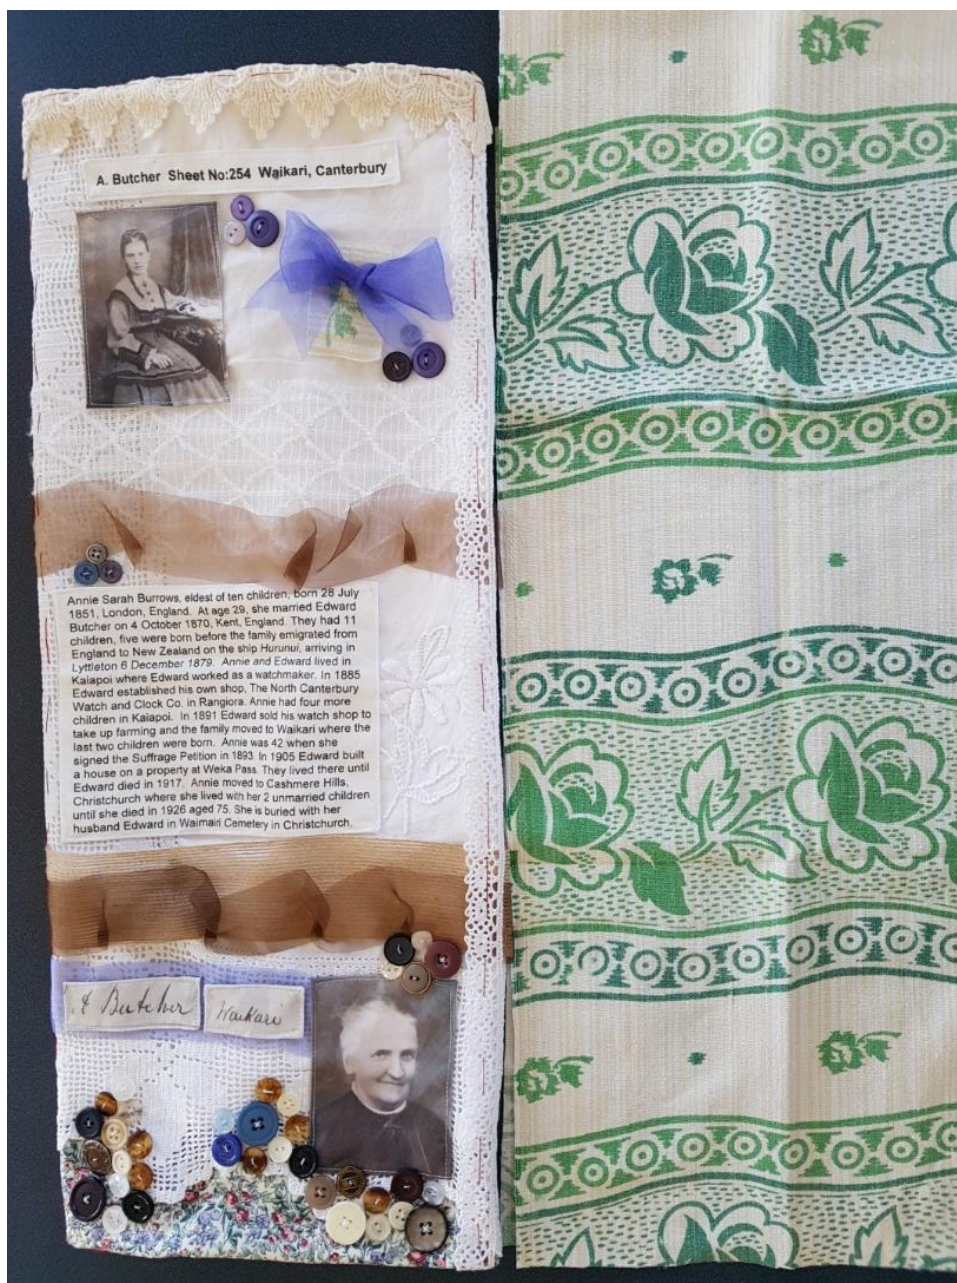 A. Butcher Sheet No:254 Waikari, Canterbury
Annie Sarah Burrows, eldest of ten children, born 28 July
1851, London, England. At age 29, she married Edward
Butcher on 4 October 1870, Kent, England. They had 11
children, five were born before the family emigrated from
England to New Zealand on the ship Hurunui, arriving in
Lyttleton 6 December 1879. Annie and Edward lived in
Kaiapoi where Edward worked as a watchmaker. In 1885
Edward established his own shop, The North Canterbury
Watch and Clock Co. in Rangiora. Annie had four more
children in Kaiapoi. In 1891 Edward sold his watch shop to
take up farming and the family moved to Waikari where the
last two children were born. Annie was 42 when she
signed the Suffrage Petition in 1893. In 1905 Edward built
a house on a property at Weka Pass. They lived there until
Edward died in 1917. Annie moved to Cashmere Hills,
Christchurch where she lived with her 2 unmarried children
until she died in 1926 aged 75. She is buried with her
husband Edward in Waimairi Cemetery in Christchurch.
A Butcher Waikari